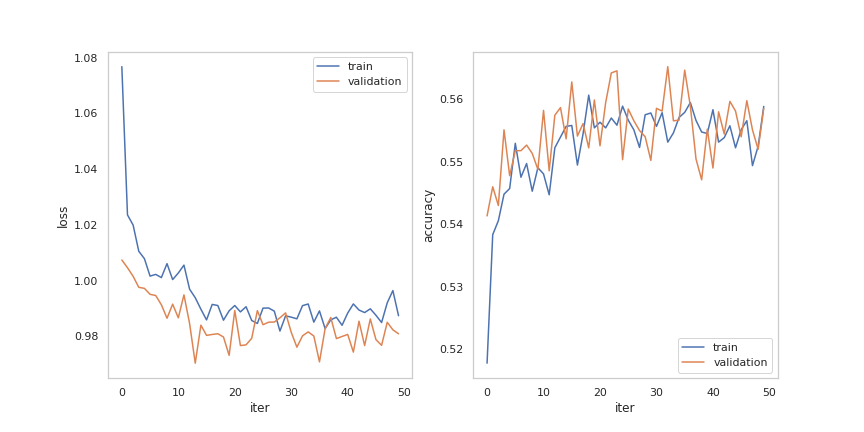 train
validation
1.08
1.06
1.04
1.02
1.00
0.98
loss
0 10 20 30 40 50
iter
0.56
0.55
0.54
0.53
0.52
accuracy
train
validation
0 10 20 30 40 50
iter